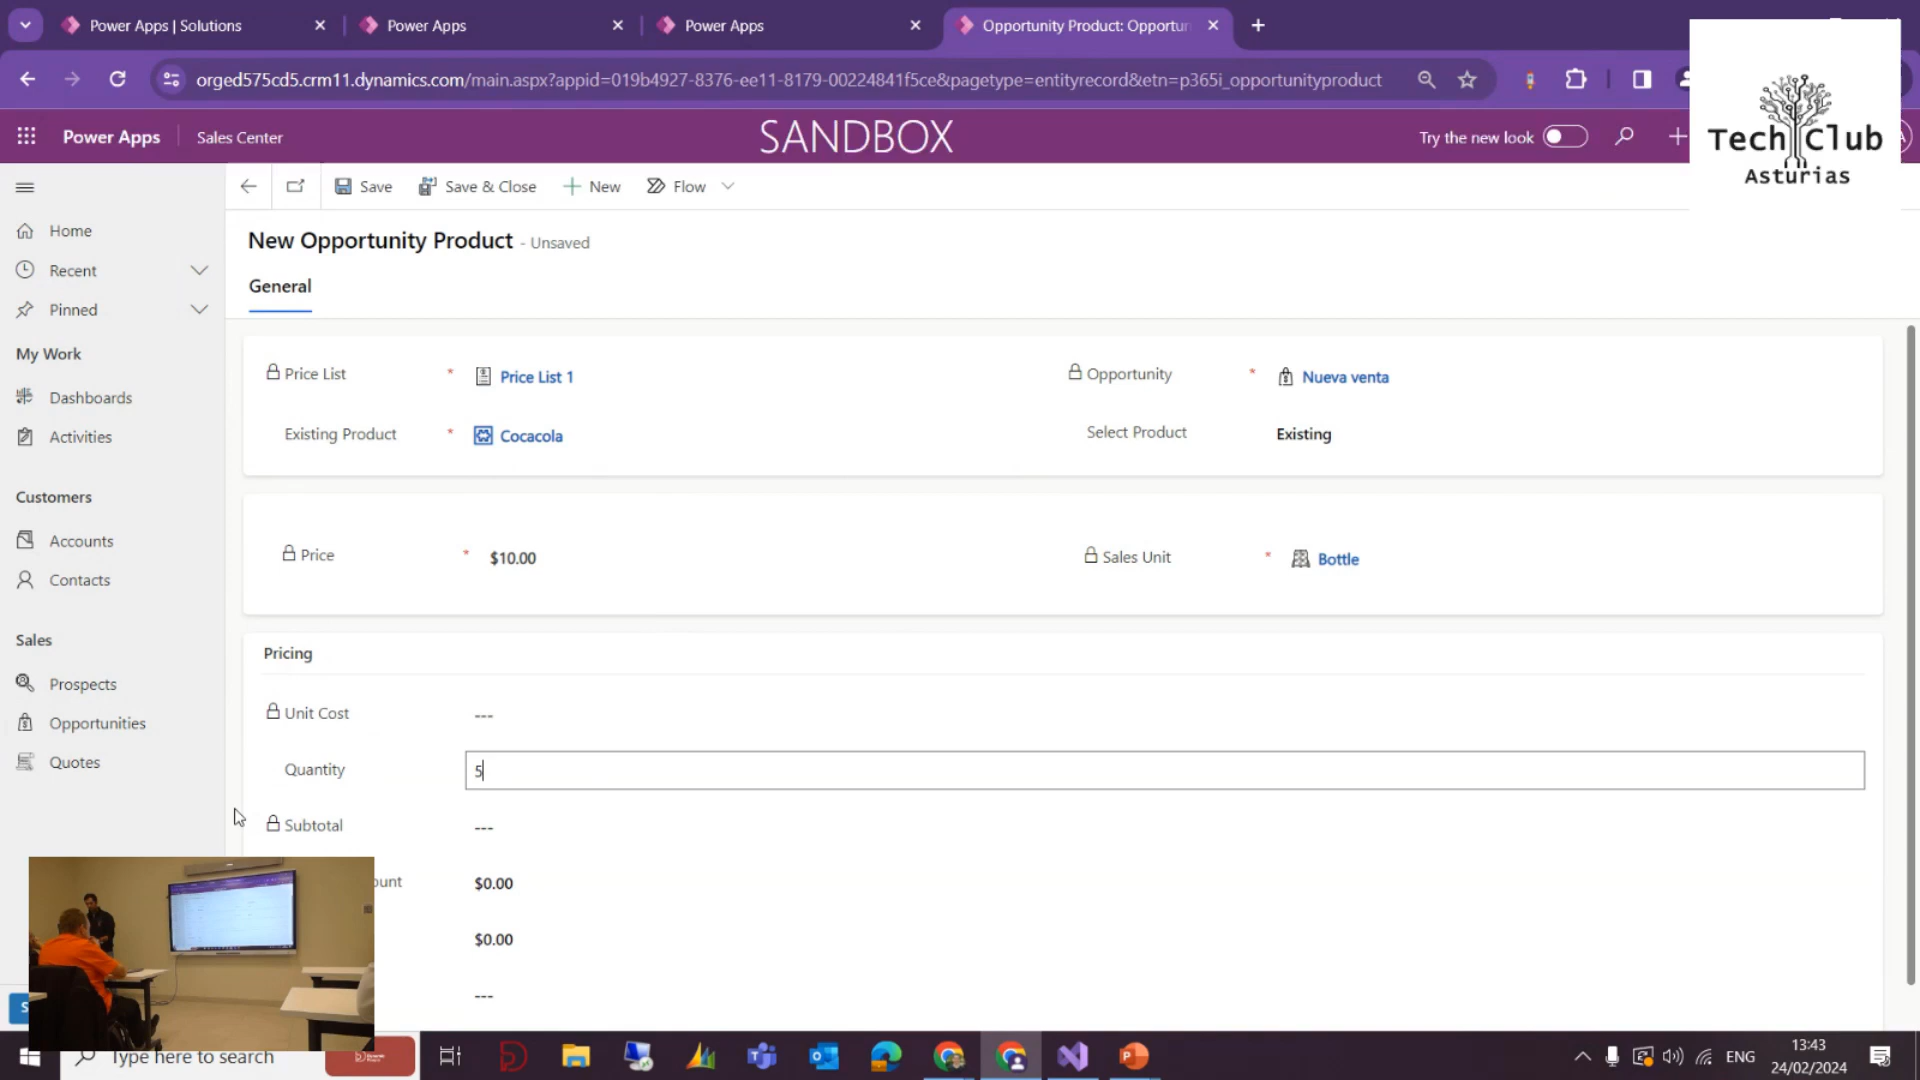 Power Apps | Solutions
Power Apps
Power Apps
Opportunity Product: Opportun
orged575cd5.crm11.dynamics.com/main.aspx?appid=019b4927-8376-ee11-8179-00224841f5ce&pagetype=entityrecord&etn=p365i_opportunityproduct
Power Apps
Sales Center
SANDBOX
Try the new look
Tech Club
Asturias
Save
Save & Close
New
Flow
Home
Recent
Pinned
My Work
Dashboards
Activities
Customers
Accounts
Contacts
Sales
Prospects
Opportunities
Quotes
New Opportunity Product - Unsaved
General
Price List * Price List 1
Opportunity * Nueva venta
Existing Product * Cocacola
Select Product Existing
Price * $10.00
Sales Unit * Bottle
Pricing
Unit Cost ---
Quantity 5
Subtotal ---
ount $0.00
$0.00
---
Type here to search
ENG
13:43
24/02/2024